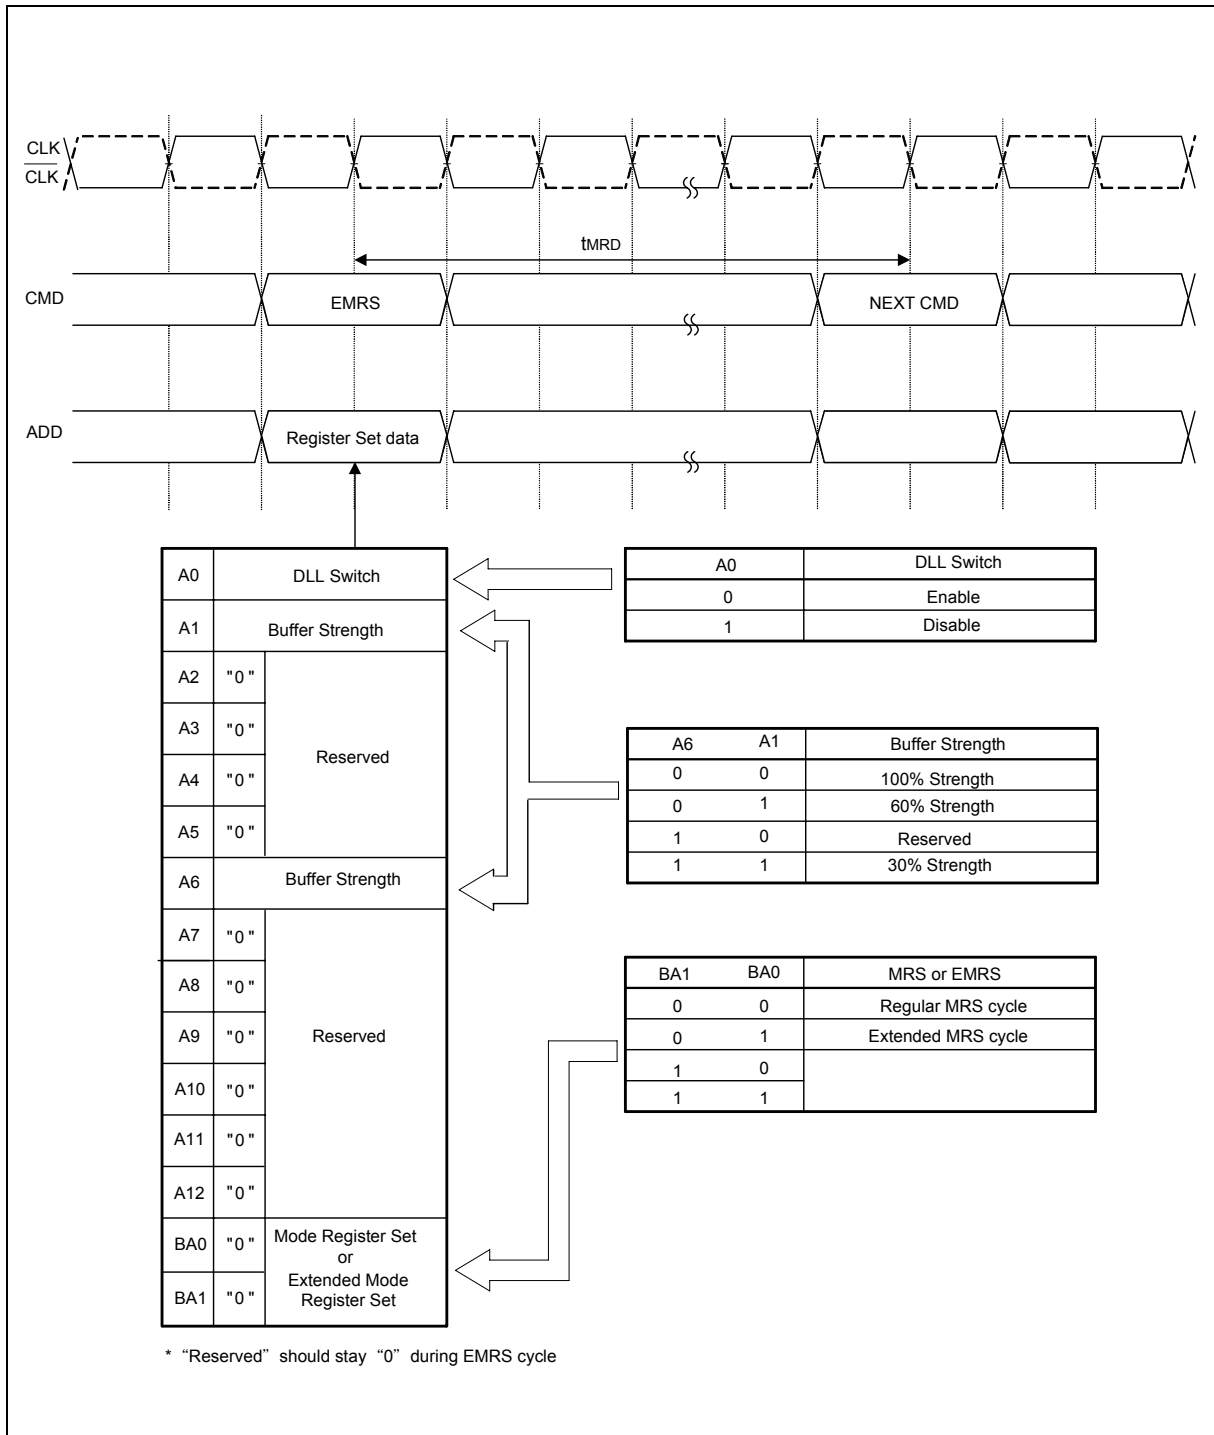 CLK
CLK
tMRD
CMD
EMRS
NEXT CMD
ADD
Register Set data
A0 DLL Switch
A1 Buffer Strength
A2 "0"
A3 "0"
Reserved
A4 "0"
A5 "0"
A6 Buffer Strength
A7 "0"
A8 "0"
A9 "0" Reserved
A10 "0"
A11 "0"
A12 "0"
BA0 "0"
BA1 "0"
Mode Register Set
or
Extended Mode
Register Set
A0 DLL Switch
0 Enable
1 Disable
A6 A1 Buffer Strength
0 0 100% Strength
0 1 60% Strength
1 0 Reserved
1 1 30% Strength
BA1 BA0 MRS or EMRS
0 0 Regular MRS cycle
0 1 Extended MRS cycle
1 0
1 1
* “Reserved” should stay “0” during EMRS cycle